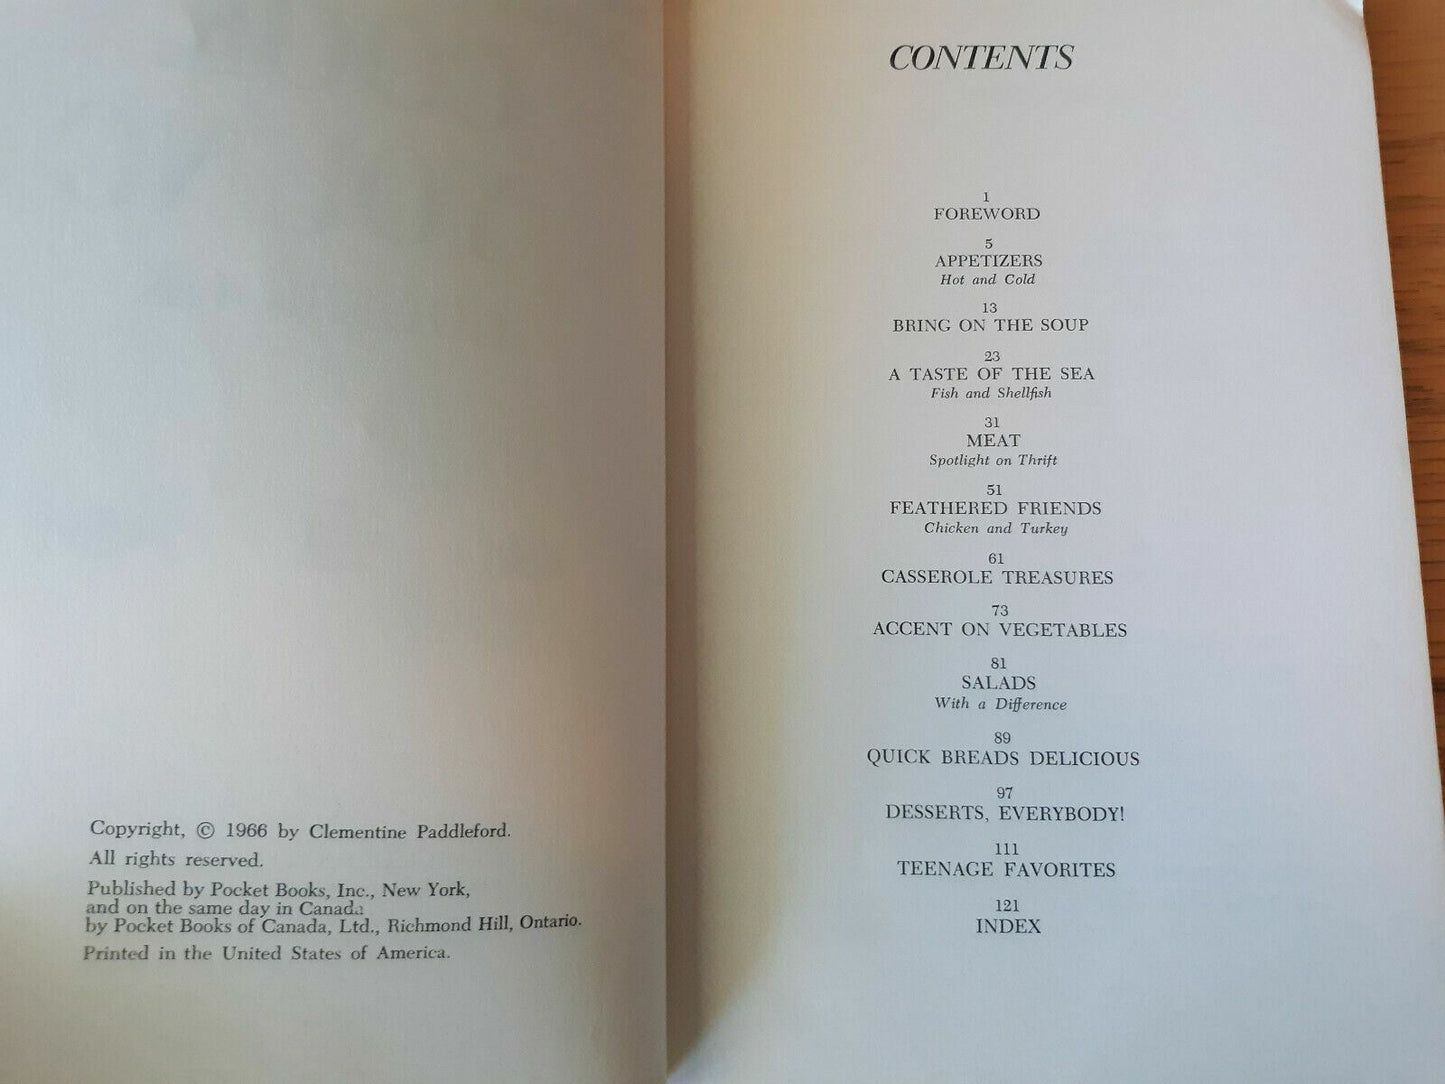 Copyright, © 1966 by Clementine Paddleford.
All rights reserved.
Published by Pocket Books, Inc., New York,
and on the same day in Canada
by Pocket Books of Canada, Ltd., Richmond Hill, Ontario.
Printed in the United States of America.
CONTENTS
1
FOREWORD
5
APPETIZERS
Hot and Cold
13
BRING ON THE SOUP
23
A TASTE OF THE SEA
Fish and Shellfish
31
MEAT
Spotlight on Thrift
51
FEATHERED FRIENDS
Chicken and Turkey
61
CASSEROLE TREASURES
73
ACCENT ON VEGETABLES
81
SALADS
With a Difference
89
QUICK BREADS DELICIOUS
97
DESSERTS, EVERYBODY!
111
TEENAGE FAVORITES
121
INDEX